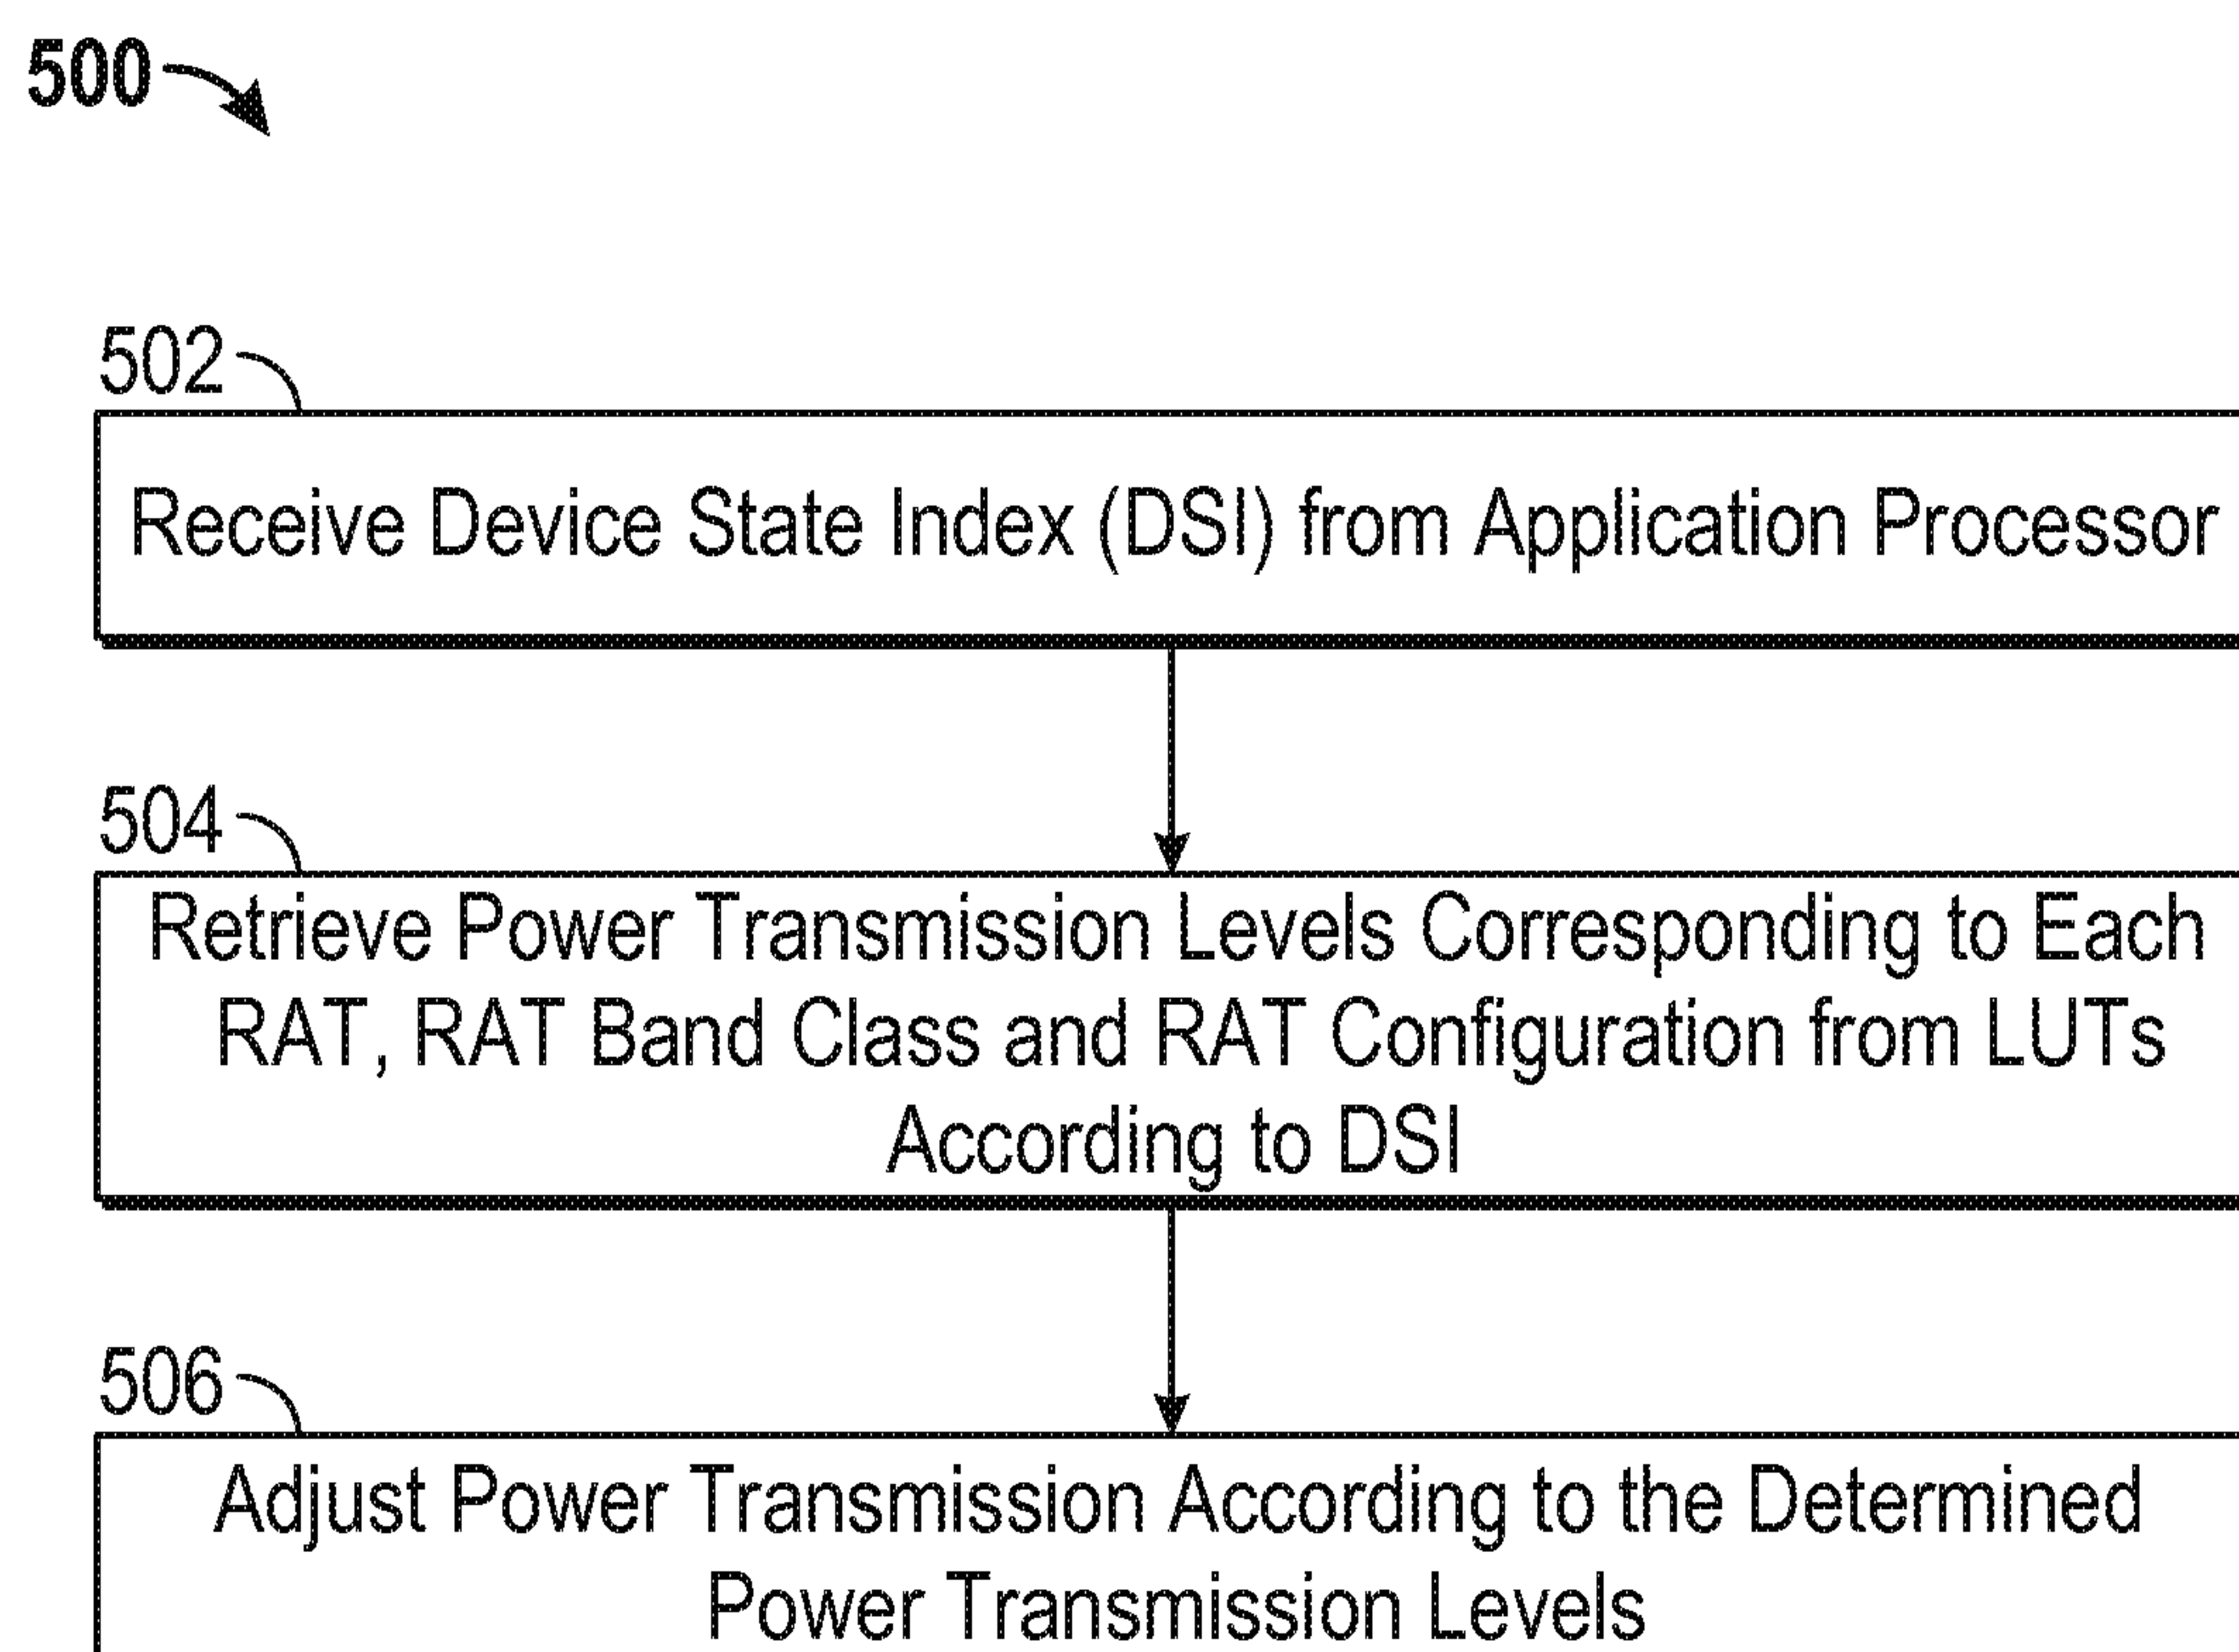 500
502
Receive Device State Index (DSI) from Application Processor
504
Retrieve Power Transmission Levels Corresponding to Each
RAT, RAT Band Class and RAT Configuration from LUTs
According to DSI
506
Adjust Power Transmission According to the Determined
Power Transmission Levels